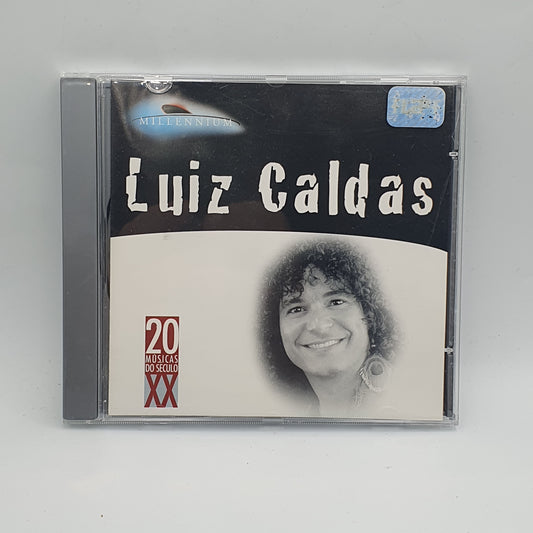 MILLENNIUM
LUIZ CALDAS
20
MÚSICAS
DO SÉCULO
XX